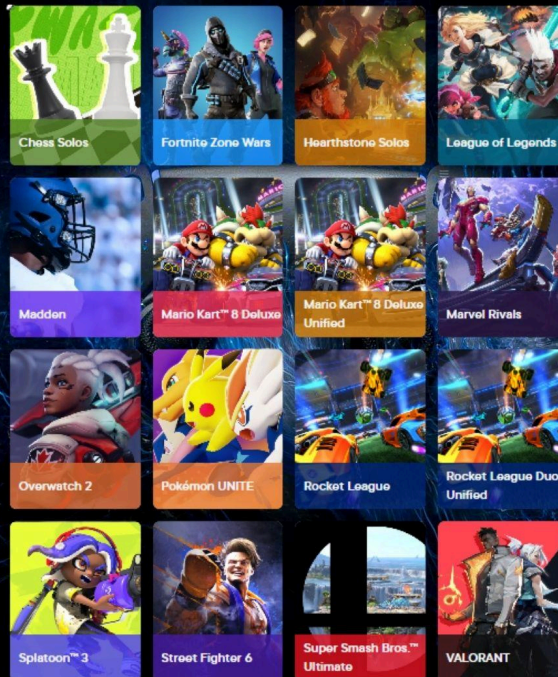 Chess Solos
Fortnite Zone Wars
Hearthstone Solos
League of Legends
Madden
Mario Kart™ 8 Deluxe
Mario Kart™ 8 Deluxe
Unified
Marvel Rivals
Overwatch 2
Pokémon UNITE
Rocket League
Rocket League Duo
Unified
Splatoon™ 3
Street Fighter 6
Super Smash Bros.™
Ultimate
VALORANT